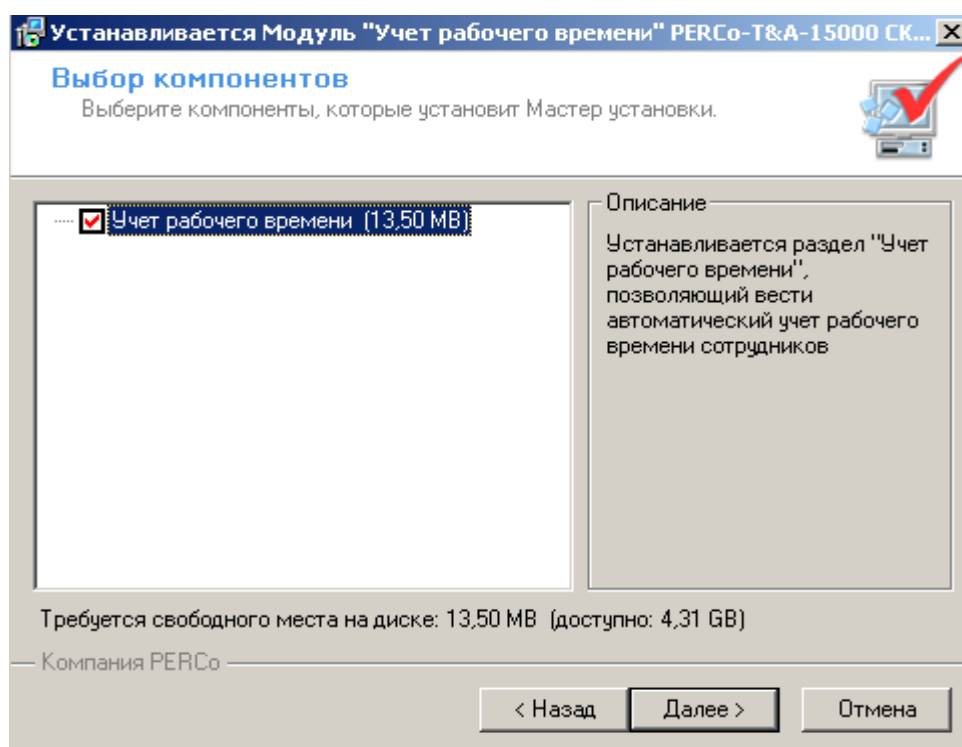 Устанавливается Модуль "Учет рабочего времени" PERCo-T&A-15000 СК...
Выбор компонентов
Выберите компоненты, которые установит Мастер установки.
Учет рабочего времени (13,50 MB)
Описание
Устанавливается раздел "Учет
рабочего времени",
позволяющий вести
автоматический учет рабочего
времени сотрудников
Требуется свободного места на диске: 13,50 MB (доступно: 4,31 GB)
Компания PERCo
< Назад
Далее >
Отмена